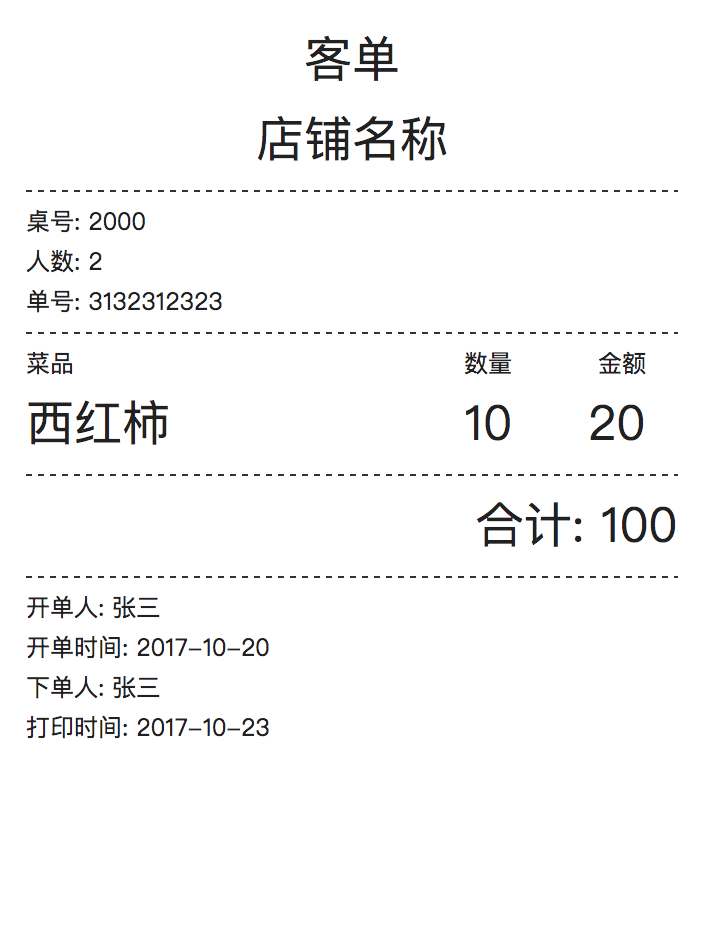 客单
店铺名称
桌号: 2000
人数: 2
单号: 3132312323
菜品 数量 金额
西红柿 10 20
合计: 100
开单人: 张三
开单时间: 2017-10-20
下单人: 张三
打印时间: 2017-10-23